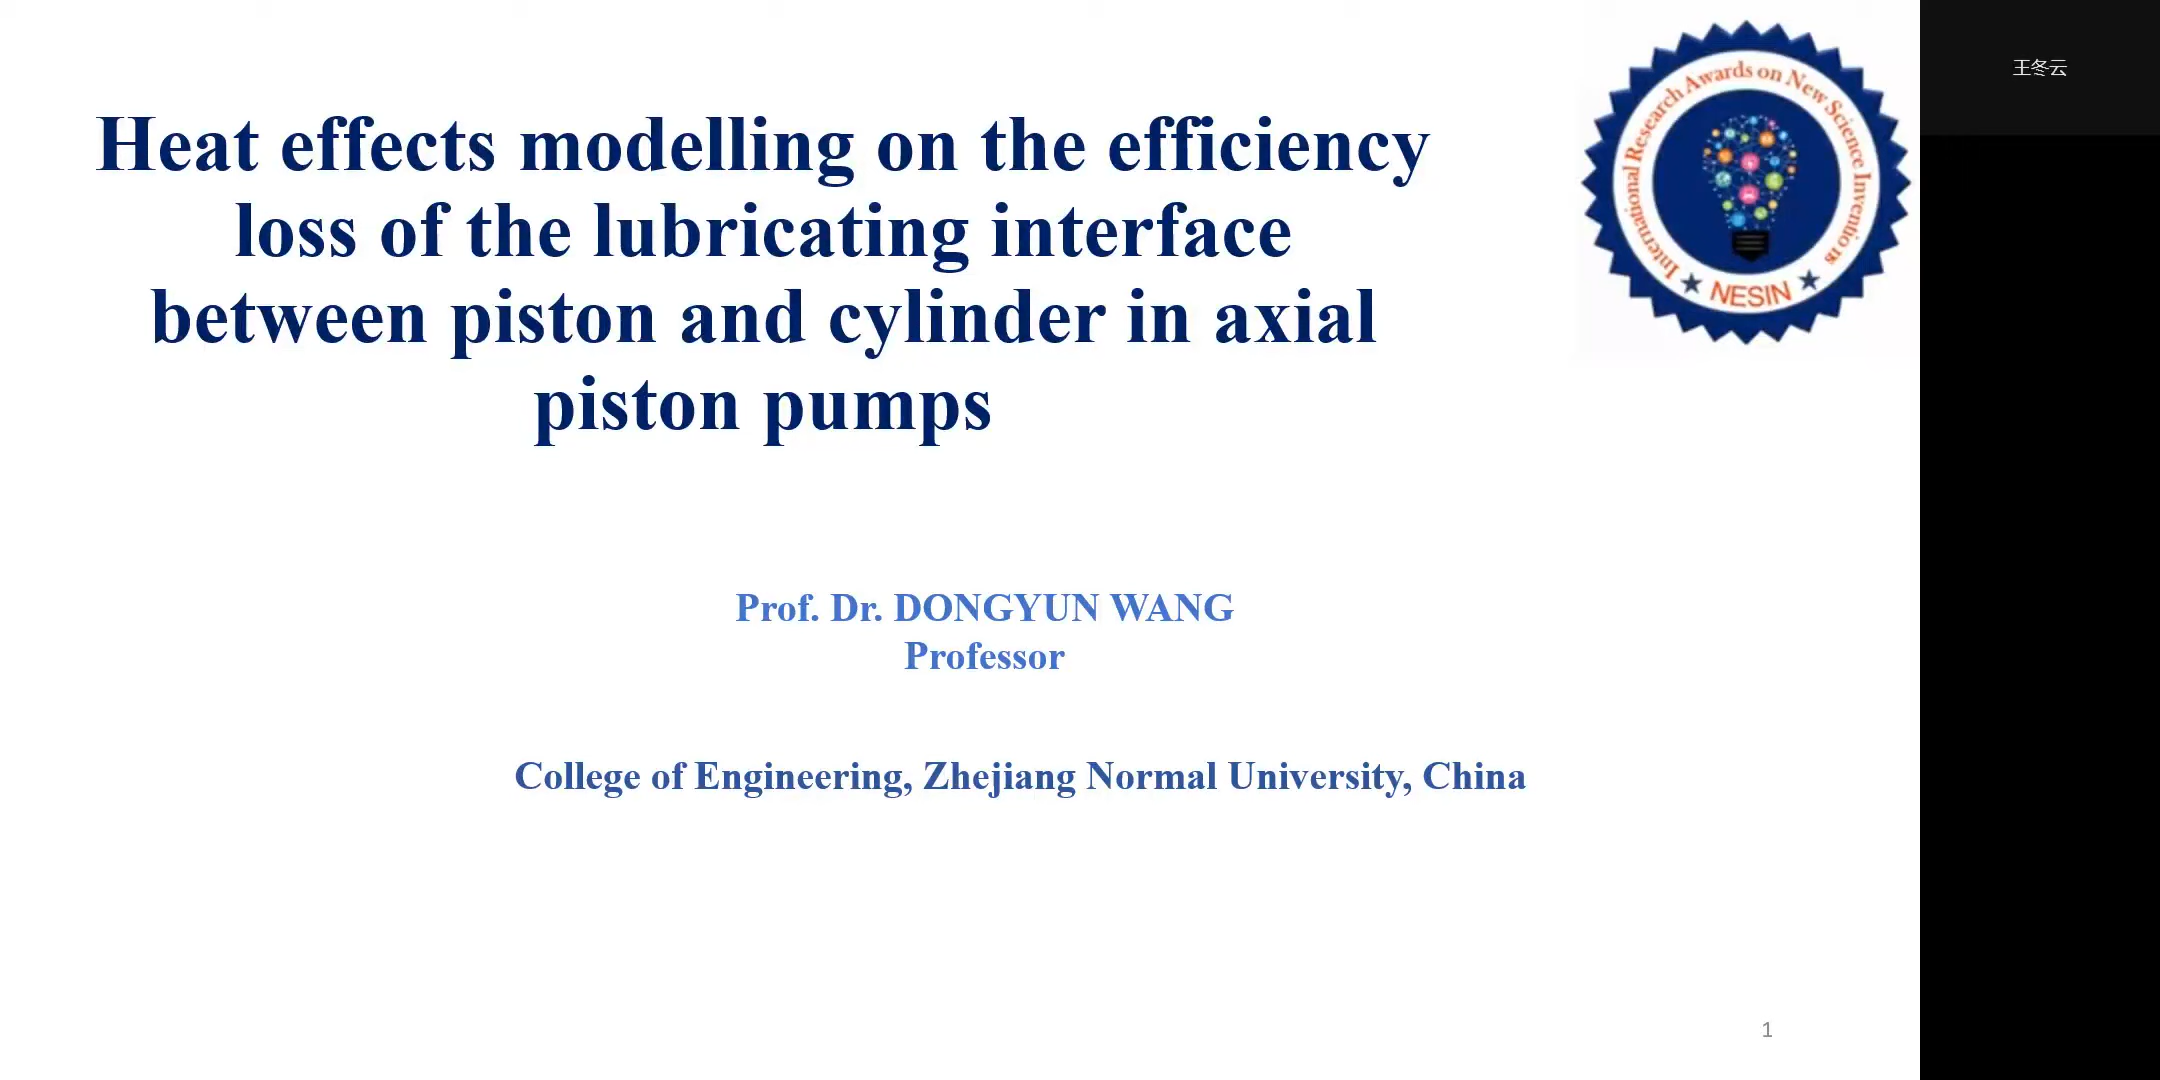 Heat effects modelling on the efficiency
loss of the lubricating interface
between piston and cylinder in axial
piston pumps
International Research Awards on New Science Inventions
NESIN
王冬云
Prof. Dr. DONGYUN WANG
Professor
College of Engineering, Zhejiang Normal University, China
1